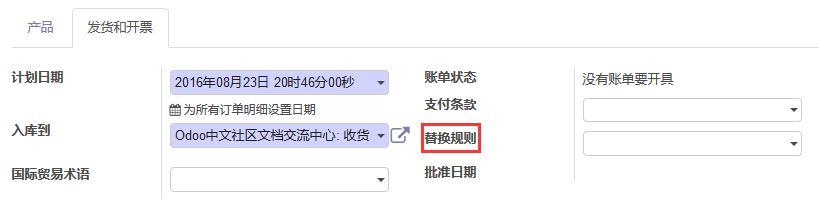 产品 发货和开票
计划日期 2016年08月23日 20时46分00秒
为所有订单明细设置日期
入库到 Odoo中文社区文档交流中心: 收货
国际贸易术语
账单状态 没有账单要开具
支付条款
替换规则
批准日期